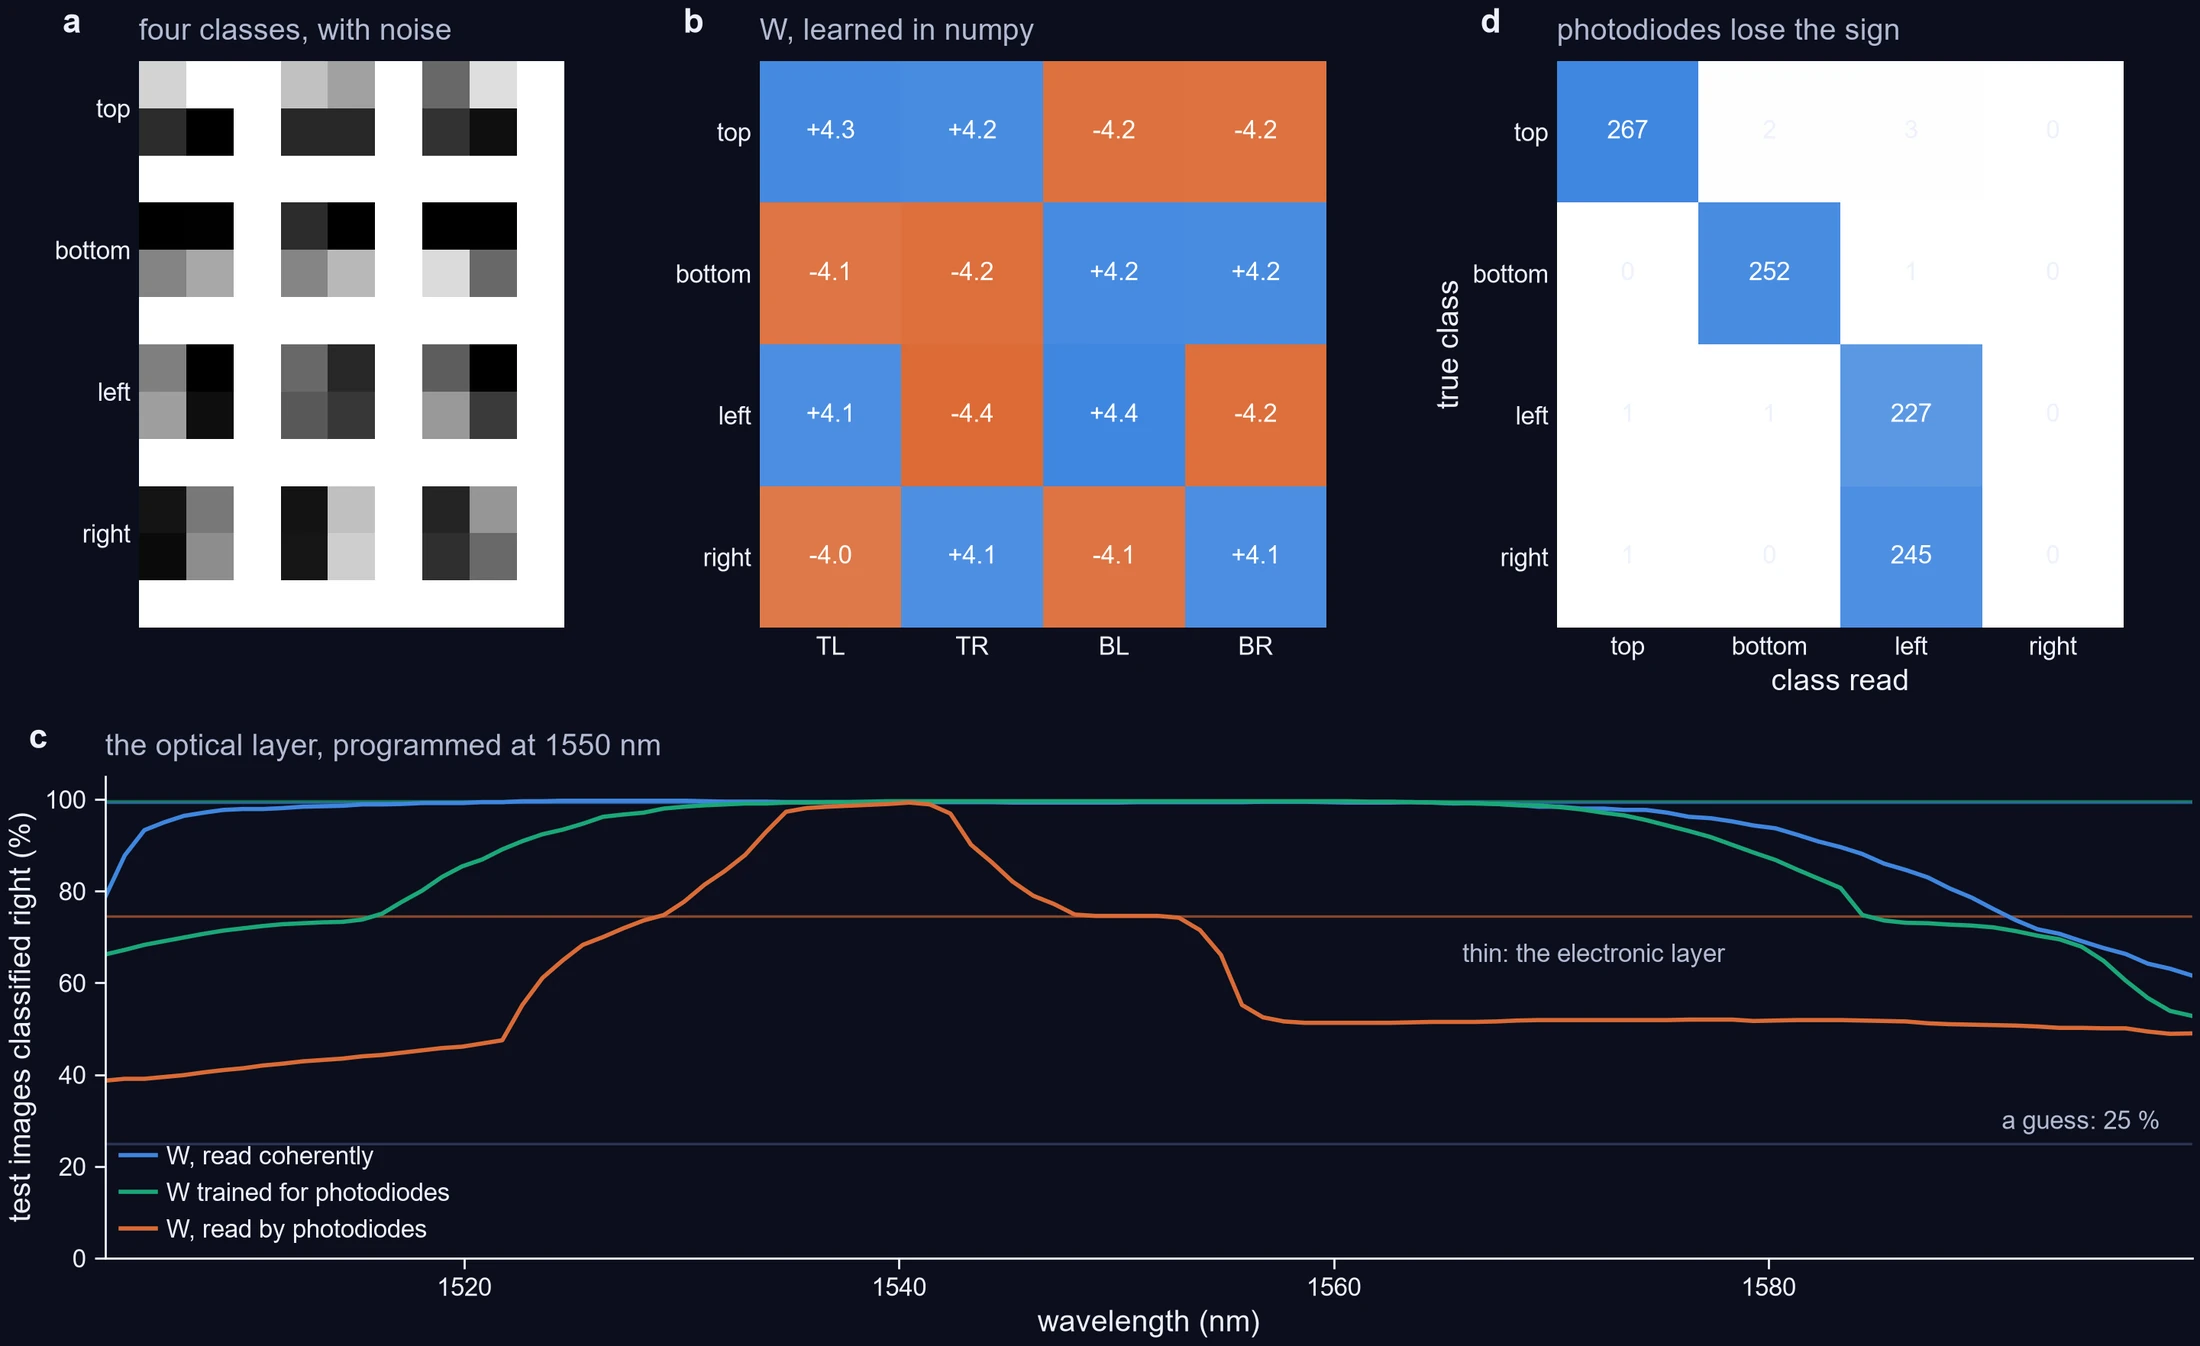 a four classes, with noise
top
bottom
left
right
b W, learned in numpy
top +4.3 +4.2 -4.2 -4.2
bottom -4.1 -4.2 +4.2 +4.2
left +4.1 -4.4 +4.4 -4.2
right -4.0 +4.1 -4.1 +4.1
TL TR BL BR
d photodiodes lose the sign
true class
top 267 2 3 0
bottom 0 252 1 0
left 1 1 227 0
right 1 0 245 0
top bottom left right
class read
c the optical layer, programmed at 1550 nm
test images classified right (%)
100
80
60
40
20
0
thin: the electronic layer
a guess: 25 %
W, read coherently
W trained for photodiodes
W, read by photodiodes
1520 1540 1560 1580
wavelength (nm)